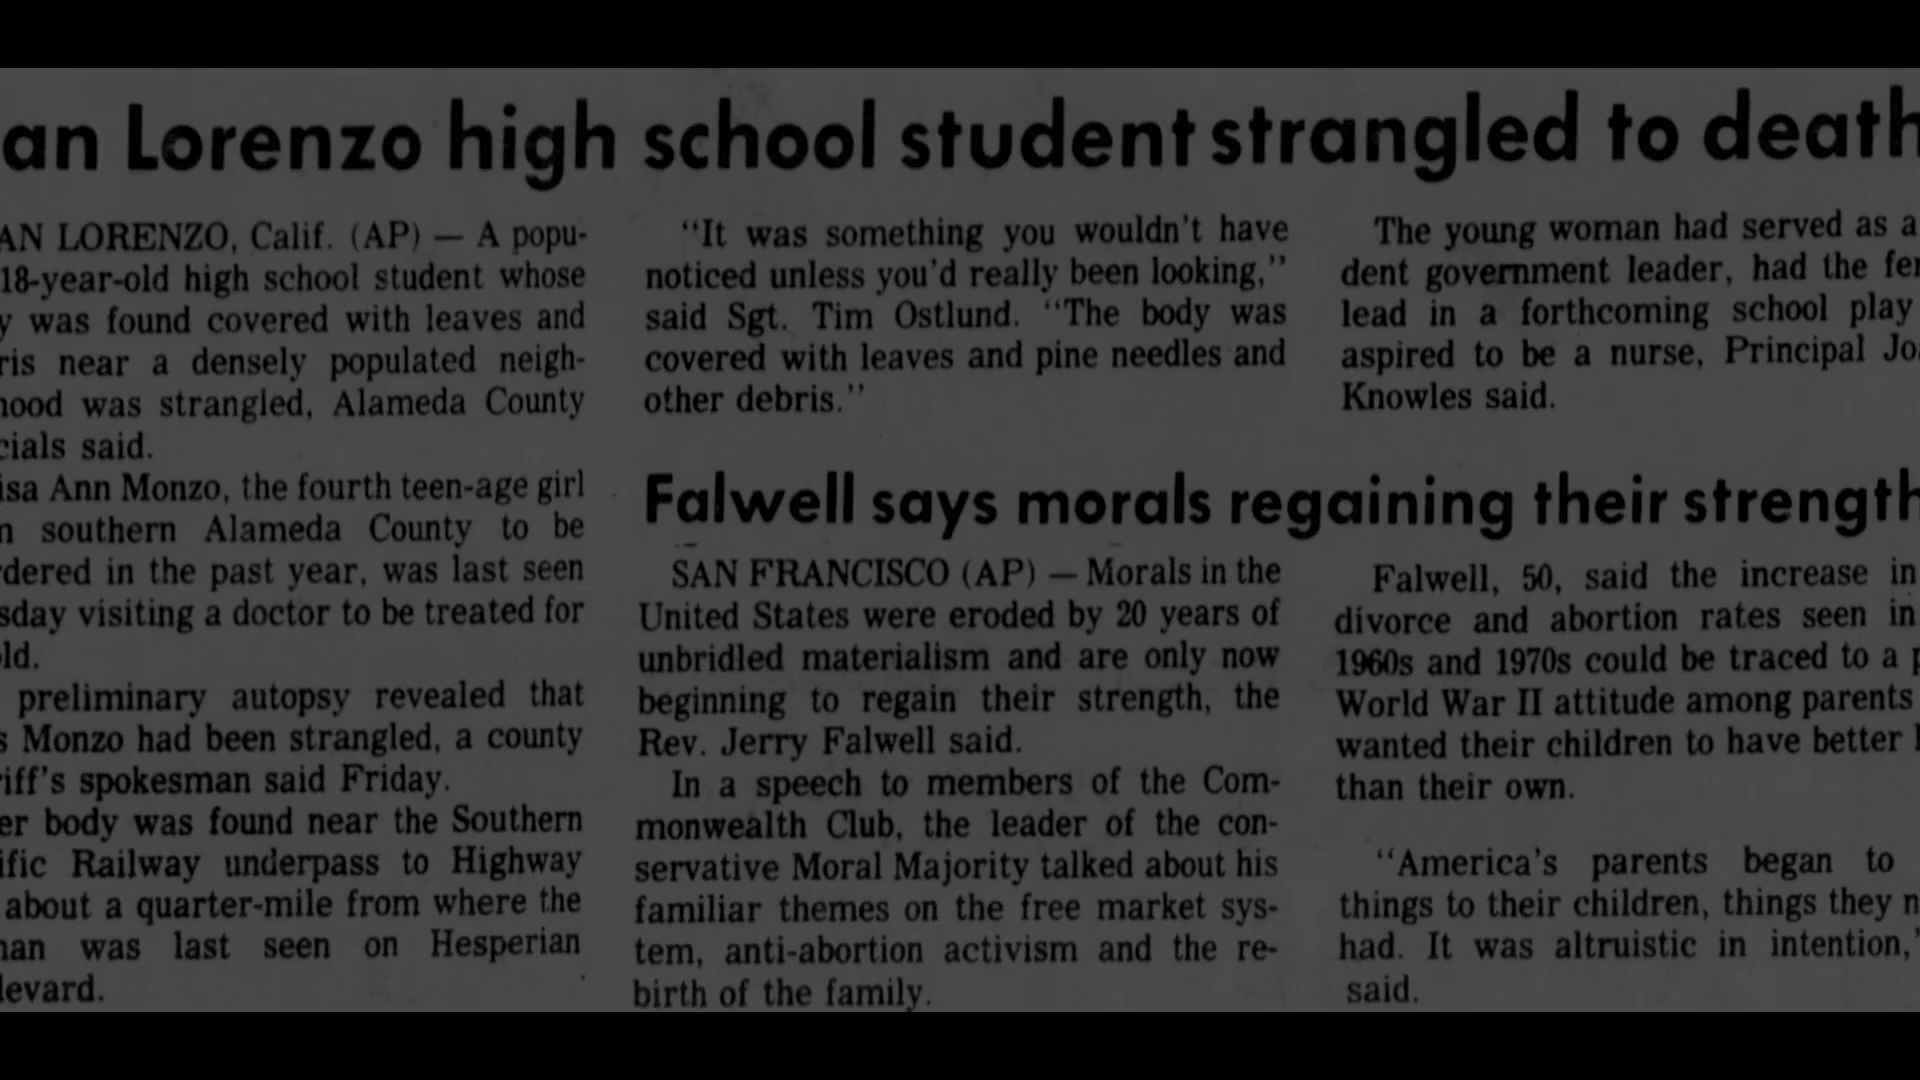 an Lorenzo high school student strangled to death
AN LORENZO, Calif. (AP) — A popu-
18-year-old high school student whose
y was found covered with leaves and
ris near a densely populated neigh-
hood was strangled, Alameda County
cials said.
isa Ann Monzo, the fourth teen-age girl
n southern Alameda County to be
dered in the past year, was last seen
sday visiting a doctor to be treated for
old.
preliminary autopsy revealed that
s Monzo had been strangled, a county
riff's spokesman said Friday.
er body was found near the Southern
ific Railway underpass to Highway
about a quarter-mile from where the
man was last seen on Hesperian
levard.
"It was something you wouldn't have
noticed unless you'd really been looking,"
said Sgt. Tim Ostlund. "The body was
covered with leaves and pine needles and
other debris."
The young woman had served as a
dent government leader, had the fe
lead in a forthcoming school play
aspired to be a nurse, Principal Jo
Knowles said.
Falwell says morals regaining their strength
SAN FRANCISCO (AP) — Morals in the
United States were eroded by 20 years of
unbridled materialism and are only now
beginning to regain their strength, the
Rev. Jerry Falwell said.
In a speech to members of the Com-
monwealth Club, the leader of the con-
servative Moral Majority talked about his
familiar themes on the free market sys-
tem, anti-abortion activism and the re-
birth of the family.
Falwell, 50, said the increase in
divorce and abortion rates seen in
1960s and 1970s could be traced to a p
World War II attitude among parents
wanted their children to have better l
than their own.
"America's parents began to
things to their children, things they n
had. It was altruistic in intention,"
said.